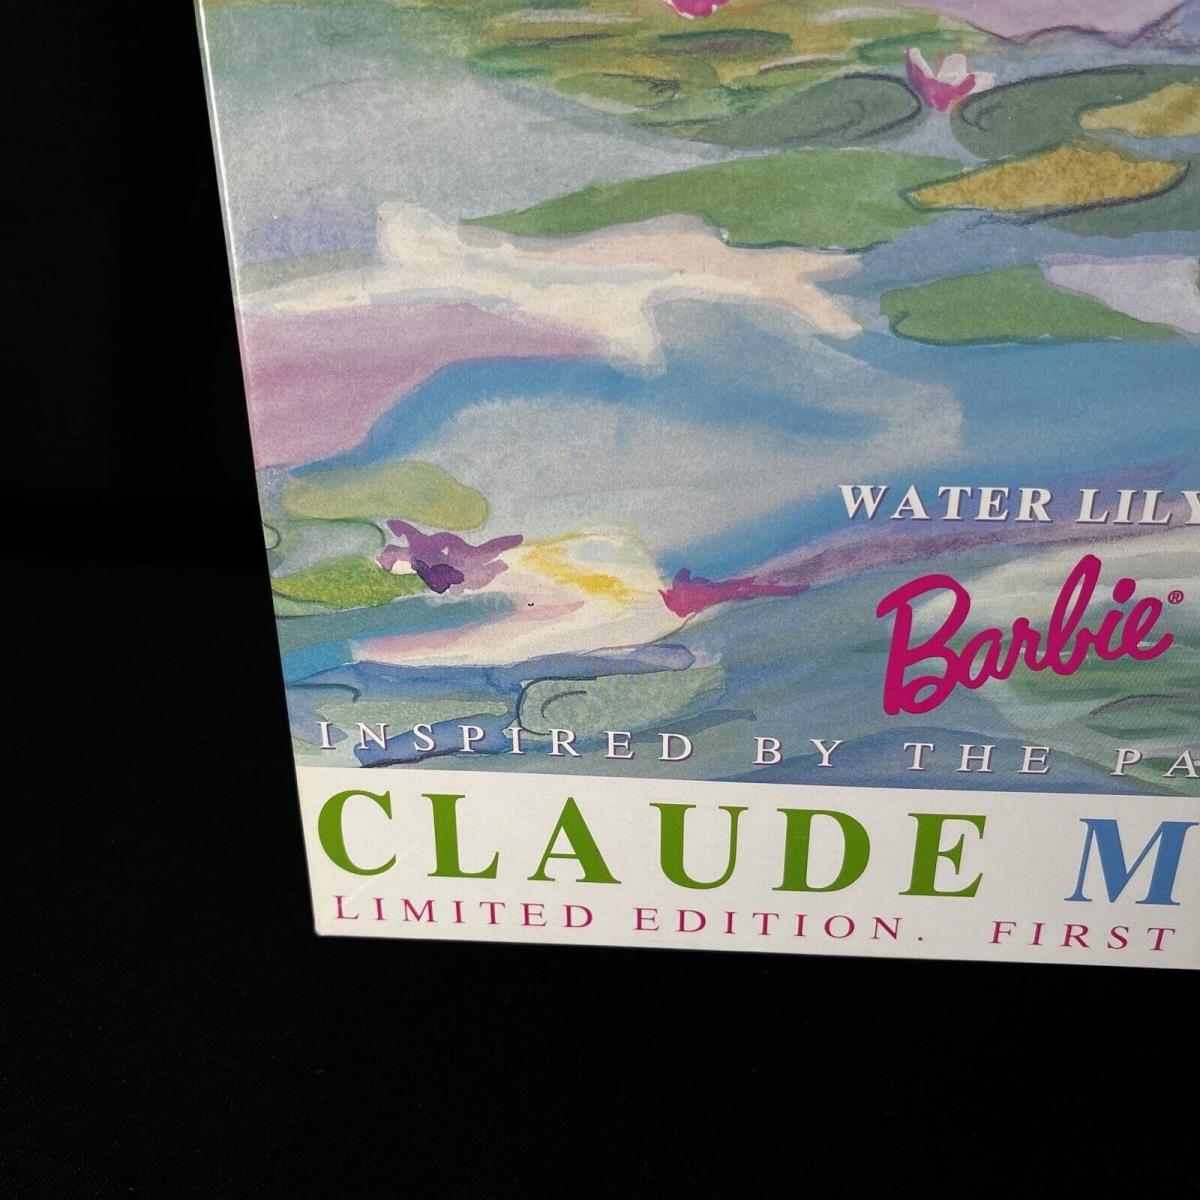 WATER LILY
Barbie®
INSPIRED BY THE PA
CLAUDE M
LIMITED EDITION. FIRST